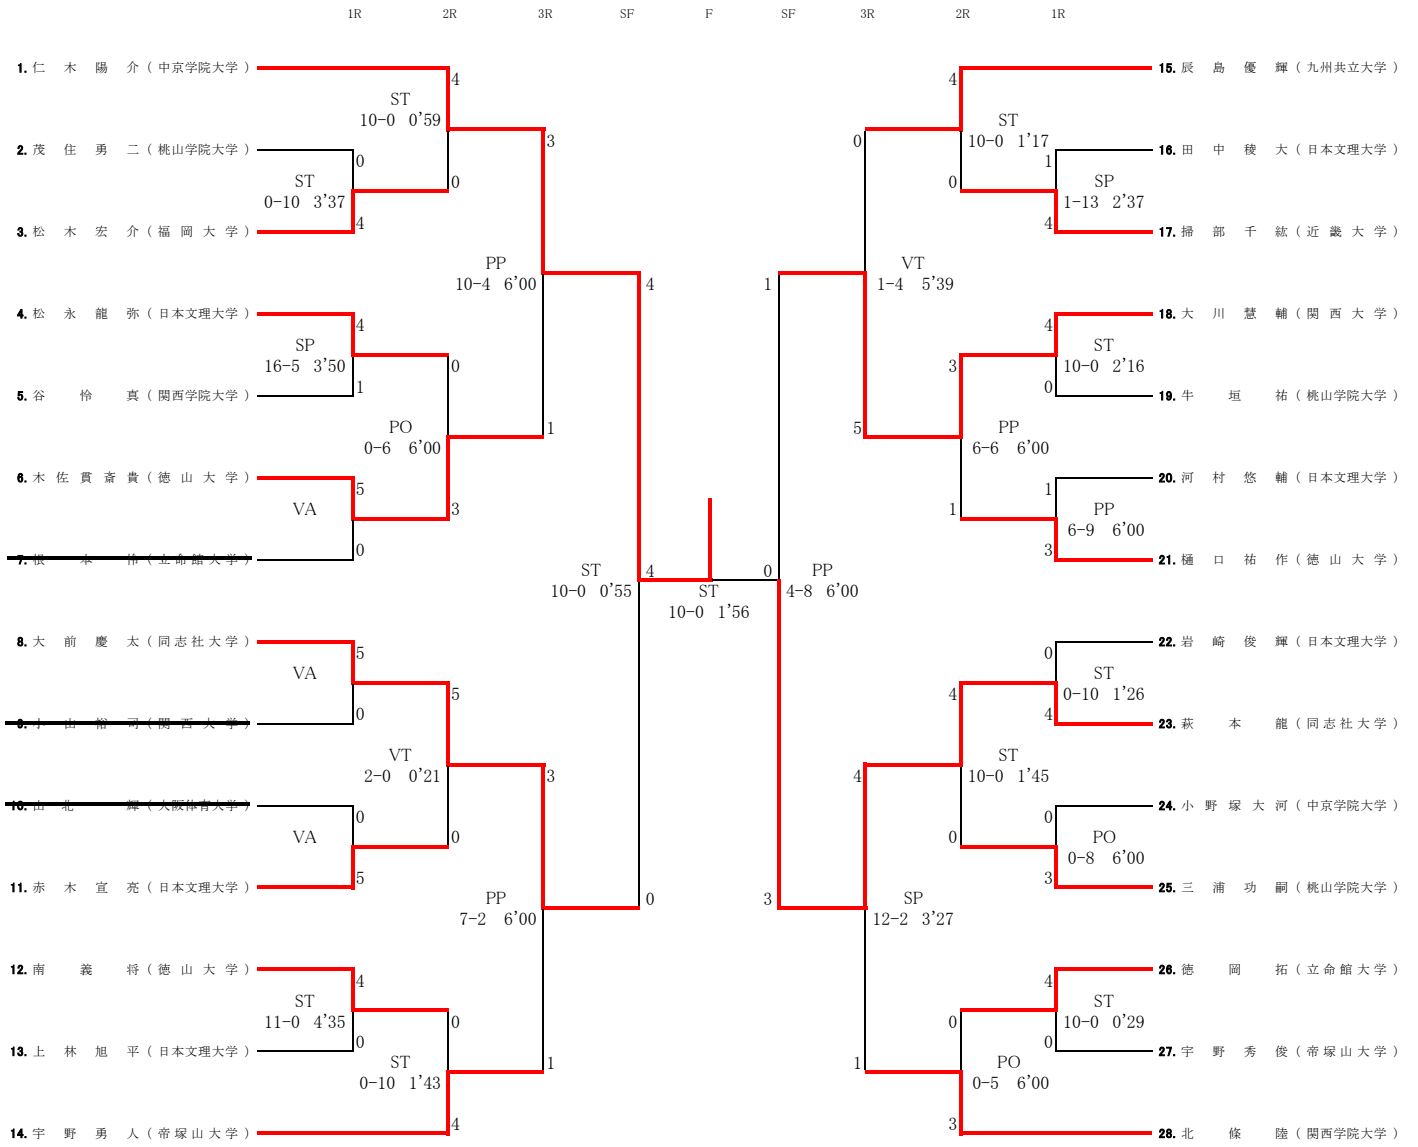 1R 2R 3R SF F SF 3R 2R 1R
1. 仁木陽介 ( 中京学院大学 )
2. 茂住勇二 ( 桃山学院大学 )
3. 松木宏介 ( 福岡大学 )
4. 松永龍弥 ( 日本文理大学 )
5. 谷怜真 ( 関西学院大学 )
6. 木佐貫斎貴 ( 徳山大学 )
7. 根本怜 ( 立命館大学 )
8. 大前慶太 ( 同志社大学 )
9. 小山裕司 ( 関西大学 )
10. 由北輝 ( 大阪体育大学 )
11. 赤木宣亮 ( 日本文理大学 )
12. 南義将 ( 徳山大学 )
13. 上林旭平 ( 日本文理大学 )
14. 宇野勇人 ( 帝塚山大学 )
ST
0-10 3'37
0
4
SP
16-5 3'50
4
1
VA
5
0
VA
5
0
VA
0
5
ST
11-0 4'35
4
0
ST
10-0 0'59
4
0
PO
0-6 6'00
0
3
VT
2-0 0'21
5
0
ST
0-10 1'43
0
4
PP
10-4 6'00
3
1
PP
7-2 6'00
3
1
ST
10-0 0'55
4
0
4
ST
10-0 1'56
0
PP
4-8 6'00
1
3
VT
1-4 5'39
0
5
SP
12-2 3'27
4
1
ST
10-0 1'17
4
0
PP
6-6 6'00
3
1
ST
10-0 1'45
4
0
PO
0-5 6'00
0
3
SP
1-13 2'37
1
4
ST
10-0 2'16
4
0
PP
6-9 6'00
1
3
ST
0-10 1'26
0
4
PO
0-8 6'00
0
3
ST
10-0 0'29
4
0
15. 辰島優輝 ( 九州共立大学 )
16. 田中稜大 ( 日本文理大学 )
17. 掃部千紘 ( 近畿大学 )
18. 大川慧輔 ( 関西大学 )
19. 牛垣祐 ( 桃山学院大学 )
20. 河村悠輔 ( 日本文理大学 )
21. 樋口祐作 ( 徳山大学 )
22. 岩崎俊輝 ( 日本文理大学 )
23. 萩本龍 ( 同志社大学 )
24. 小野塚大河 ( 中京学院大学 )
25. 三浦功嗣 ( 桃山学院大学 )
26. 徳岡拓 ( 立命館大学 )
27. 宇野秀俊 ( 帝塚山大学 )
28. 北條陸 ( 関西学院大学 )